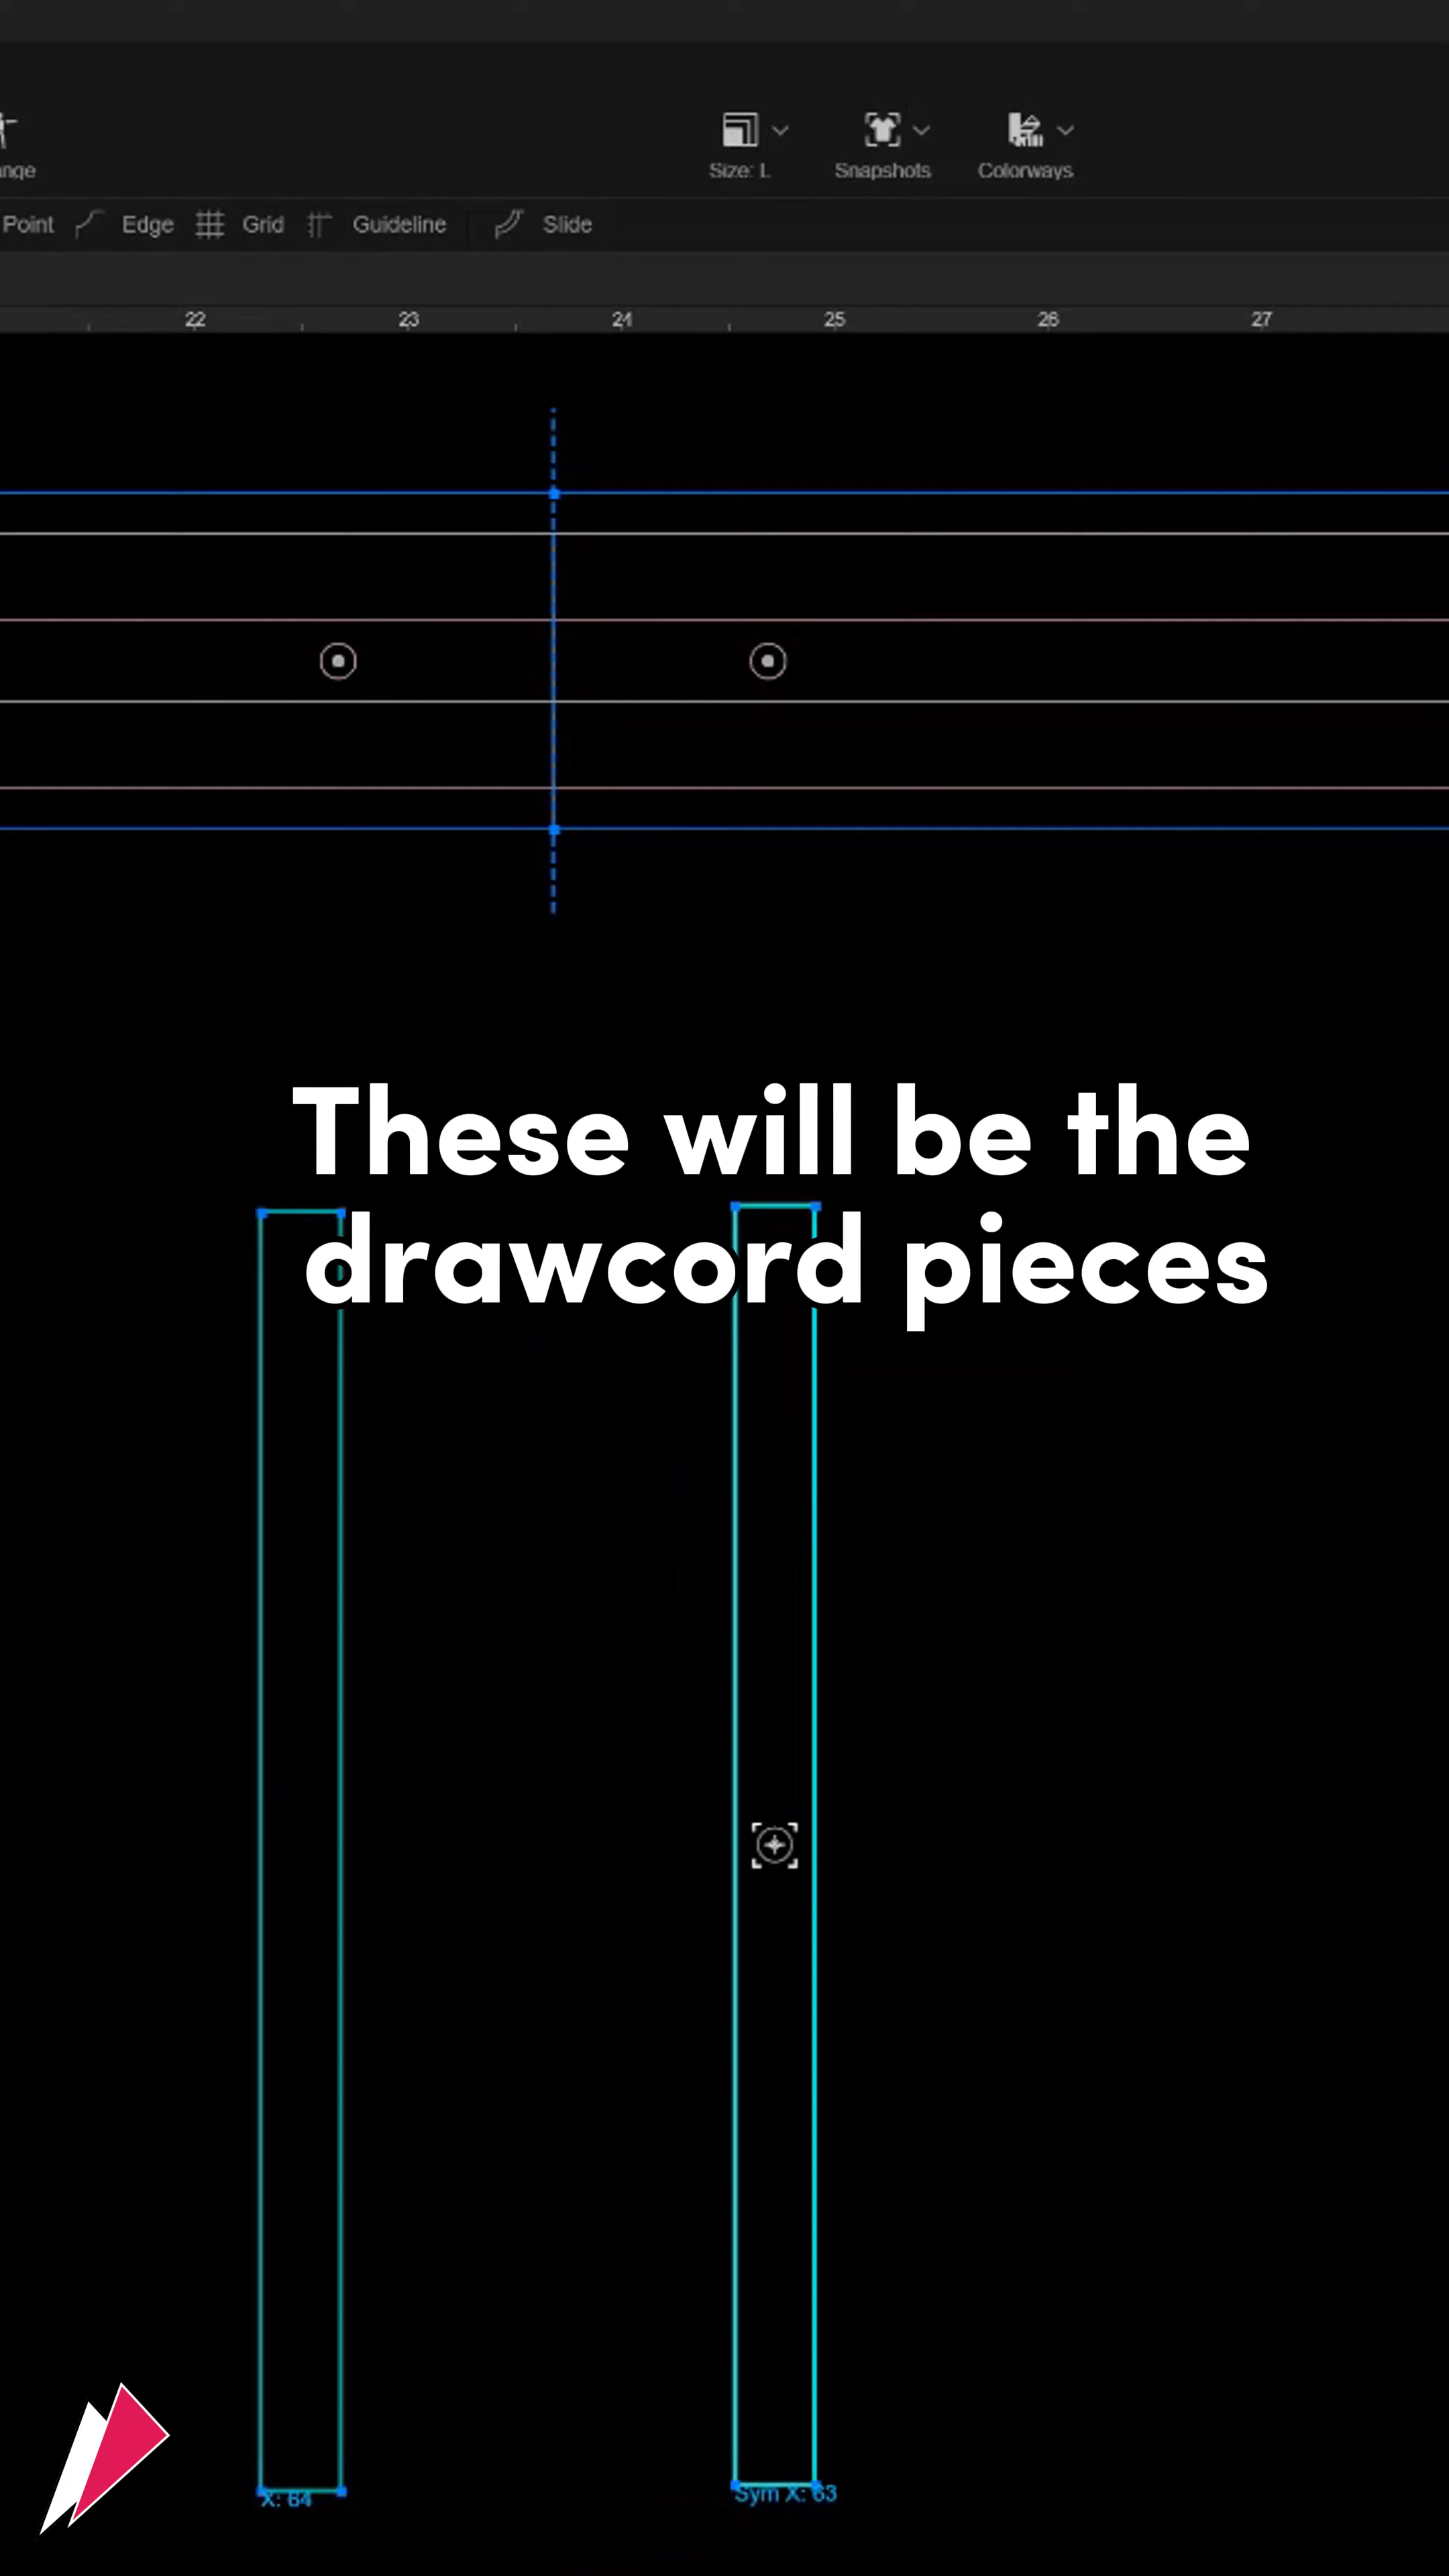 Size: L Snapshots Colorways
Point Edge Grid Guideline Slide
22 23 24 25 26 27
These will be the
drawcord pieces
X: 64
Sym X: 63